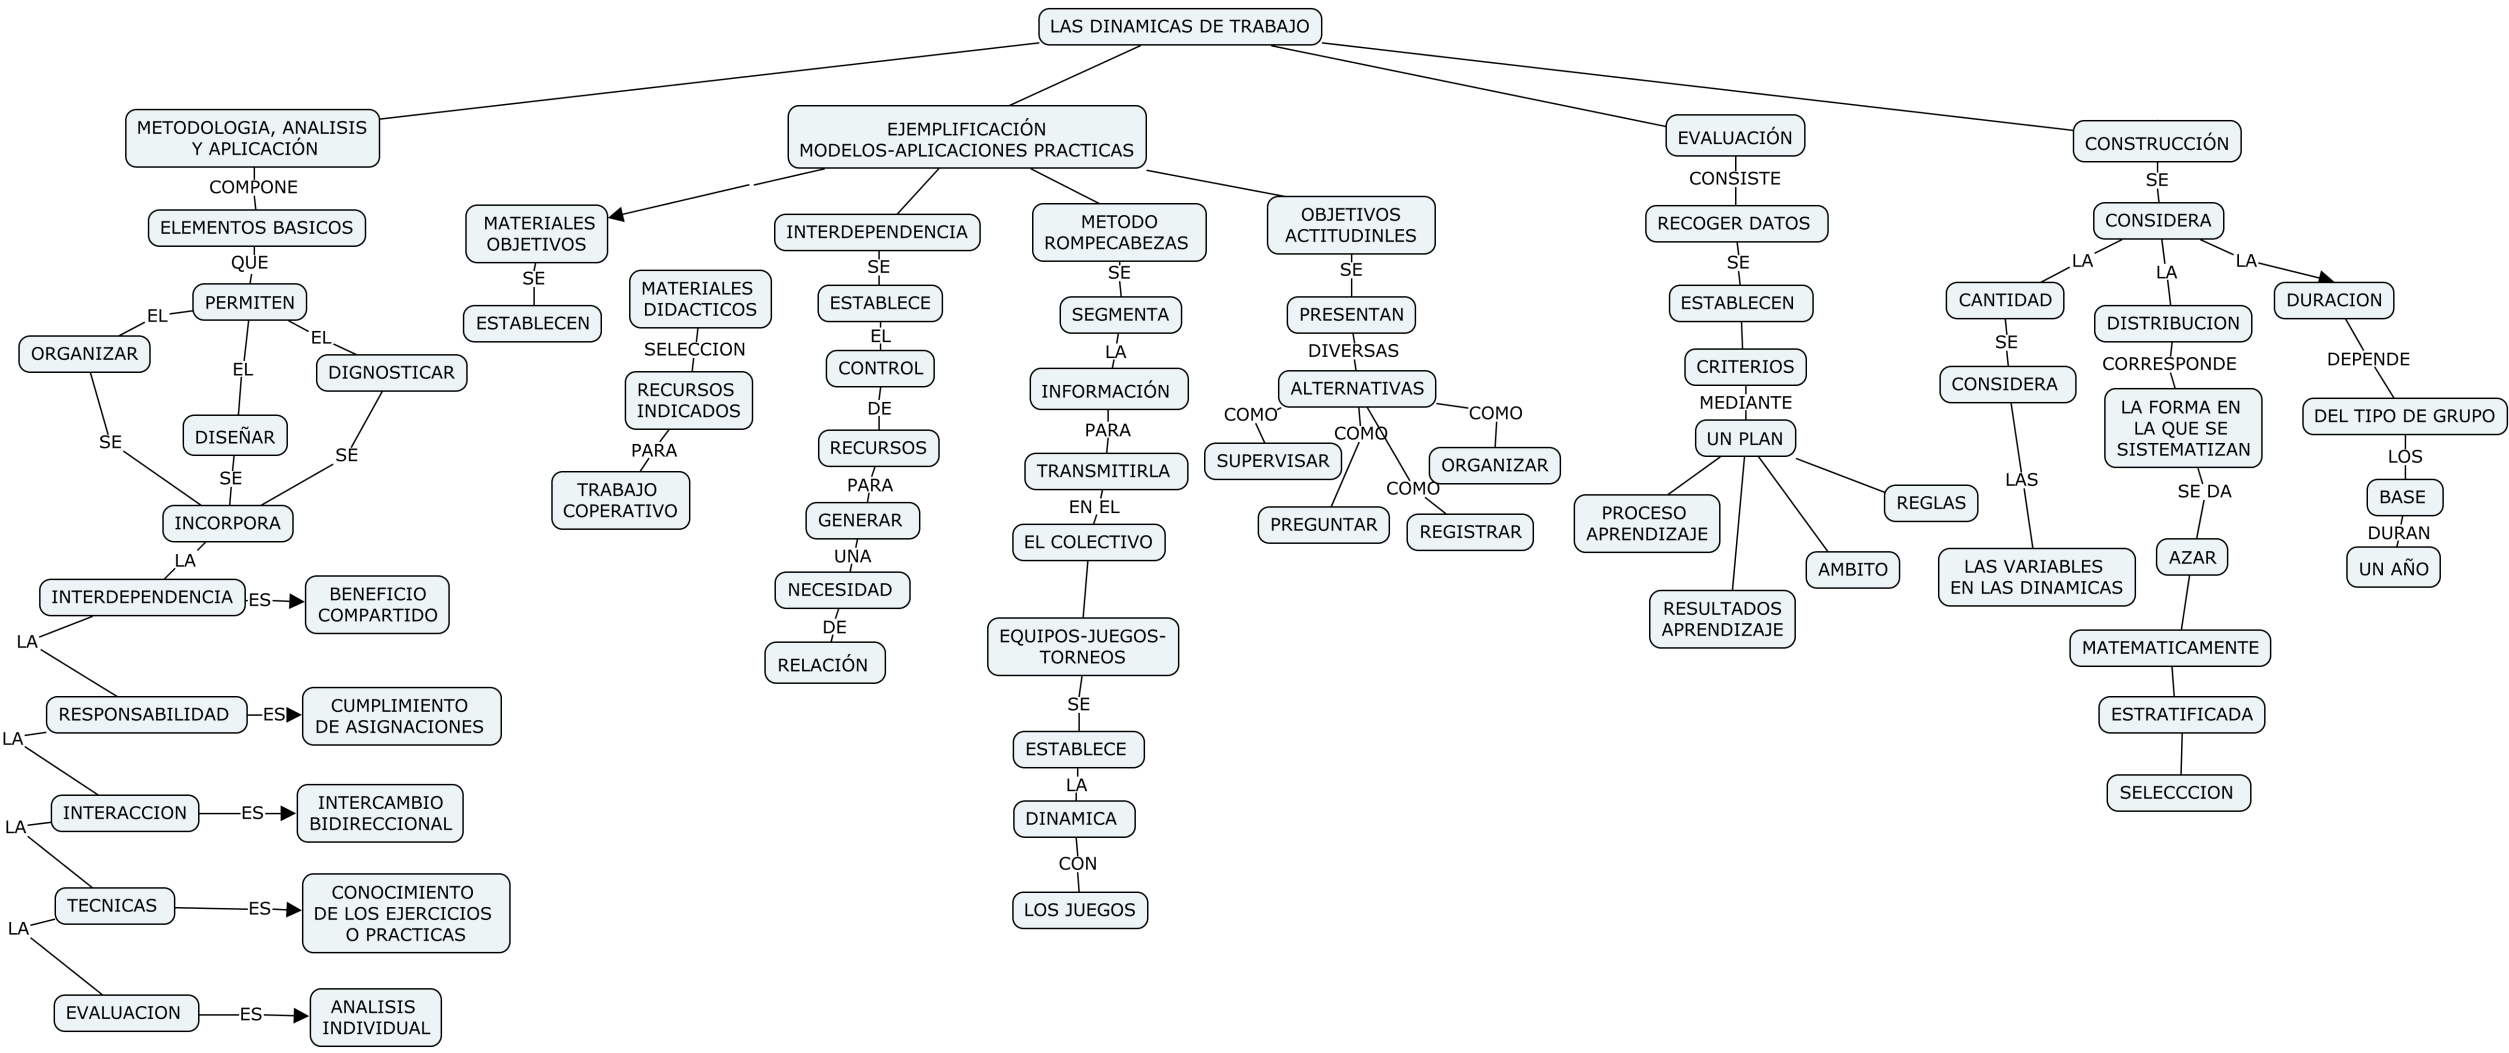 LAS DINAMICAS DE TRABAJO
METODOLOGIA, ANALISIS
Y APLICACIÓN
COMPONE
ELEMENTOS BASICOS
QUE
PERMITEN
EL
EL
EL
ORGANIZAR
DISEÑAR
DIGNOSTICAR
SE
SE
SE
INCORPORA
LA
INTERDEPENDENCIA
ES
BENEFICIO
COMPARTIDO
LA
RESPONSABILIDAD
ES
CUMPLIMIENTO
DE ASIGNACIONES
LA
INTERACCION
ES
INTERCAMBIO
BIDIRECCIONAL
LA
TECNICAS
ES
CONOCIMIENTO
DE LOS EJERCICIOS
O PRACTICAS
LA
EVALUACION
ES
ANALISIS
INDIVIDUAL
EJEMPLIFICACIÓN
MODELOS-APLICACIONES PRACTICAS
MATERIALES
OBJETIVOS
SE
ESTABLECEN
MATERIALES
DIDACTICOS
SELECCION
RECURSOS
INDICADOS
PARA
TRABAJO
COPERATIVO
INTERDEPENDENCIA
SE
ESTABLECE
EL
CONTROL
DE
RECURSOS
PARA
GENERAR
UNA
NECESIDAD
DE
RELACIÓN
METODO
ROMPECABEZAS
SE
SEGMENTA
LA
INFORMACIÓN
PARA
TRANSMITIRLA
EN EL
EL COLECTIVO
EQUIPOS-JUEGOS-
TORNEOS
SE
ESTABLECE
LA
DINAMICA
CON
LOS JUEGOS
OBJETIVOS
ACTITUDINLES
SE
PRESENTAN
DIVERSAS
ALTERNATIVAS
COMO
COMO
COMO
COMO
SUPERVISAR
PREGUNTAR
REGISTRAR
ORGANIZAR
EVALUACIÓN
CONSISTE
RECOGER DATOS
SE
ESTABLECEN
CRITERIOS
MEDIANTE
UN PLAN
PROCESO
APRENDIZAJE
RESULTADOS
APRENDIZAJE
AMBITO
REGLAS
CONSTRUCCIÓN
SE
CONSIDERA
LA
LA
LA
CANTIDAD
SE
CONSIDERA
LAS
LAS VARIABLES
EN LAS DINAMICAS
DISTRIBUCION
CORRESPONDE
LA FORMA EN
LA QUE SE
SISTEMATIZAN
SE DA
AZAR
MATEMATICAMENTE
ESTRATIFICADA
SELECCCION
DURACION
DEPENDE
DEL TIPO DE GRUPO
LOS
BASE
DURAN
UN AÑO